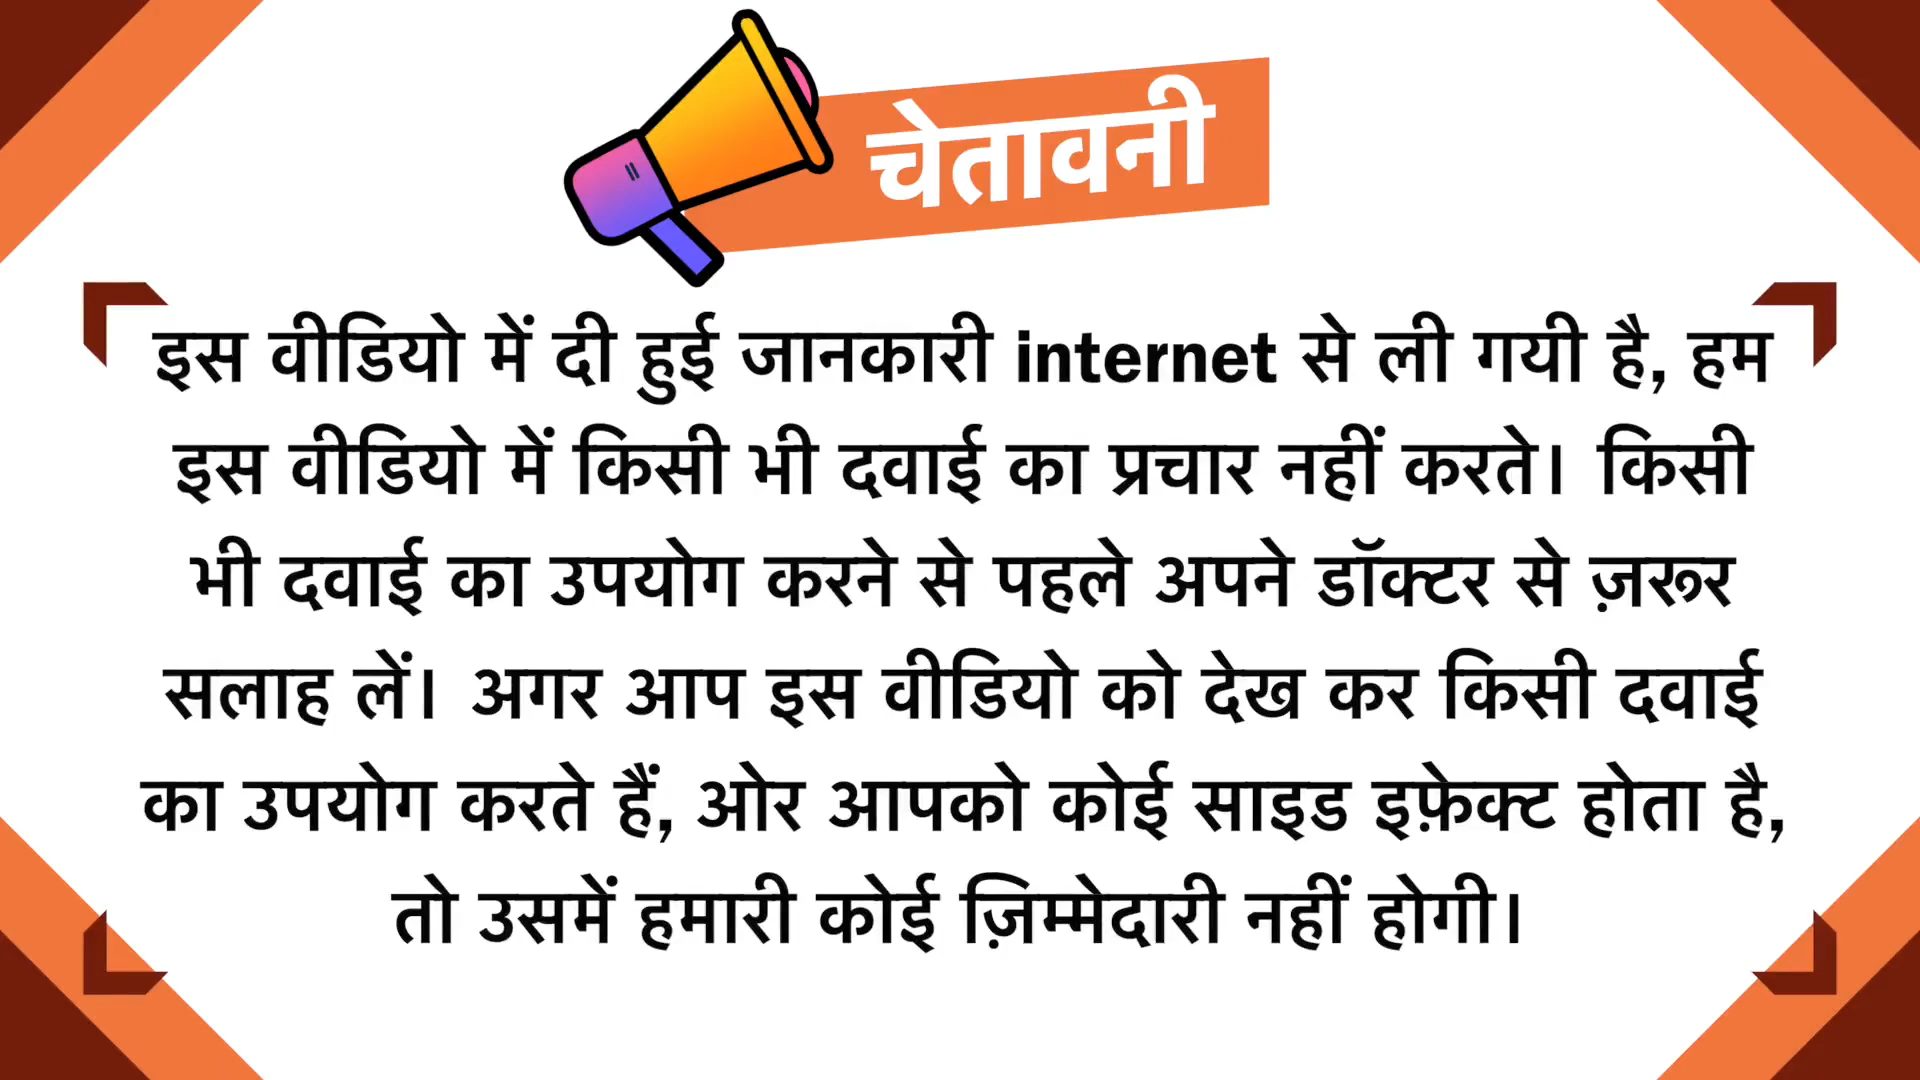 चेतावनी
इस वीडियो में दी हुई जानकारी internet से ली गयी है, हम
इस वीडियो में किसी भी दवाई का प्रचार नहीं करते। किसी
भी दवाई का उपयोग करने से पहले अपने डॉक्टर से ज़रूर
सलाह लें। अगर आप इस वीडियो को देख कर किसी दवाई
का उपयोग करते हैं, ओर आपको कोई साइड इफ़ेक्ट होता है,
तो उसमें हमारी कोई ज़िम्मेदारी नहीं होगी।